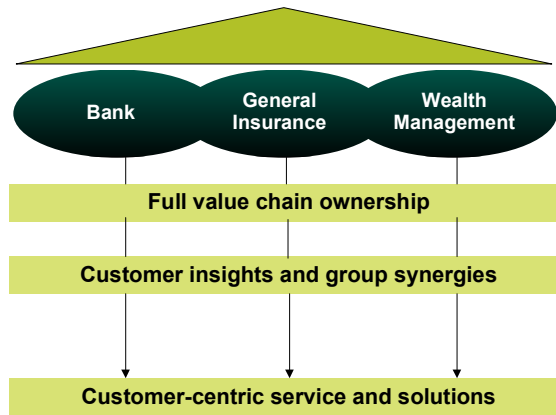 Bank
General
Insurance
Wealth
Management
Full value chain ownership
Customer insights and group synergies
Customer-centric service and solutions